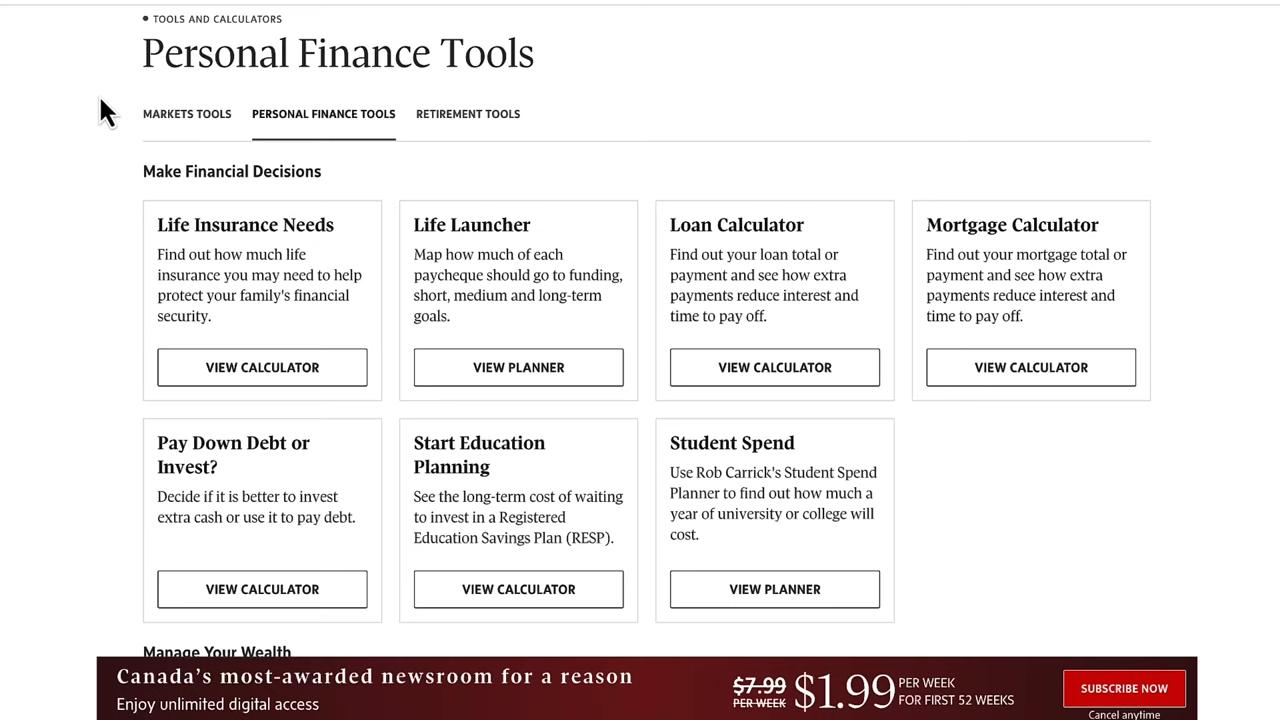 TOOLS AND CALCULATORS
Personal Finance Tools
MARKETS TOOLS PERSONAL FINANCE TOOLS RETIREMENT TOOLS
Make Financial Decisions
Life Insurance Needs
Find out how much life
insurance you may need to help
protect your family's financial
security.
VIEW CALCULATOR
Life Launcher
Map how much of each
paycheque should go to funding,
short, medium and long-term
goals.
VIEW PLANNER
Loan Calculator
Find out your loan total or
payment and see how extra
payments reduce interest and
time to pay off.
VIEW CALCULATOR
Mortgage Calculator
Find out your mortgage total or
payment and see how extra
payments reduce interest and
time to pay off.
VIEW CALCULATOR
Pay Down Debt or
Invest?
Decide if it is better to invest
extra cash or use it to pay debt.
VIEW CALCULATOR
Start Education
Planning
See the long-term cost of waiting
to invest in a Registered
Education Savings Plan (RESP).
VIEW CALCULATOR
Student Spend
Use Rob Carrick's Student Spend
Planner to find out how much a
year of university or college will
cost.
VIEW PLANNER
Manage Your Wealth
Canada's most-awarded newsroom for a reason
Enjoy unlimited digital access
$7.99
PER WEEK
$1.99
PER WEEK
FOR FIRST 52 WEEKS
SUBSCRIBE NOW
Cancel anytime